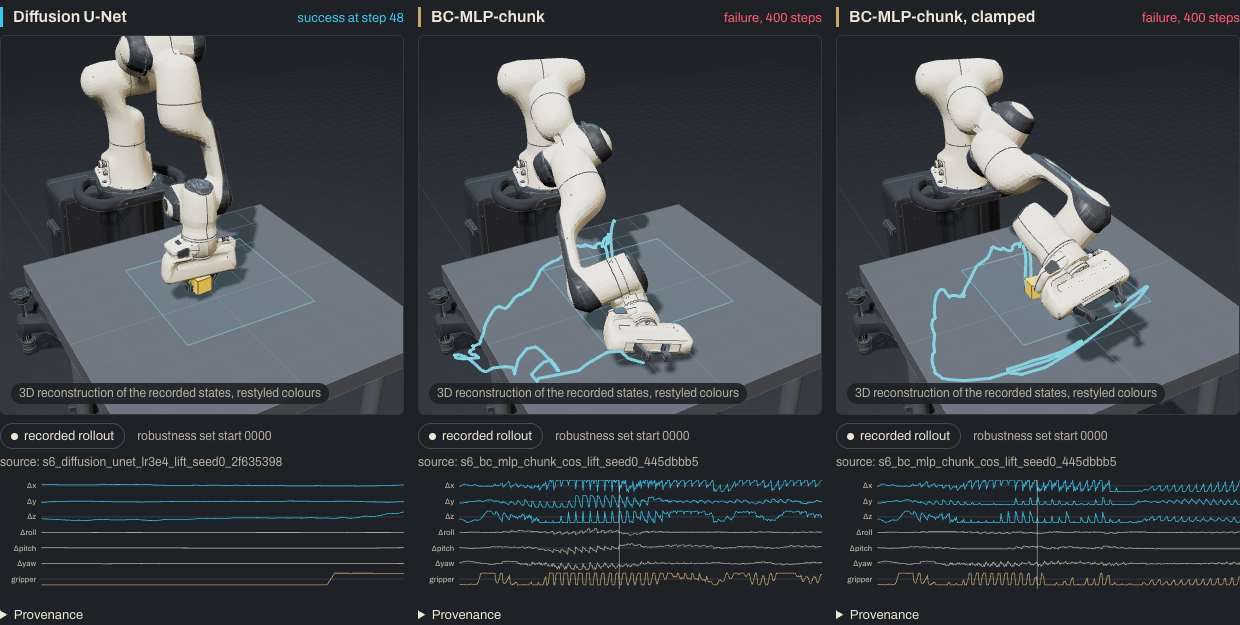 Diffusion U-Net
success at step 48
3D reconstruction of the recorded states, restyled colours
recorded rollout
robustness set start 0000
source: s6_diffusion_unet_lr3e4_lift_seed0_2f635398
Δx
Δy
Δz
Δroll
Δpitch
Δyaw
gripper
Provenance
BC-MLP-chunk
failure, 400 steps
3D reconstruction of the recorded states, restyled colours
recorded rollout
robustness set start 0000
source: s6_bc_mlp_chunk_cos_lift_seed0_445dbbb5
Δx
Δy
Δz
Δroll
Δpitch
Δyaw
gripper
Provenance
BC-MLP-chunk, clamped
failure, 400 steps
3D reconstruction of the recorded states, restyled colours
recorded rollout
robustness set start 0000
source: s6_bc_mlp_chunk_cos_lift_seed0_445dbbb5
Δx
Δy
Δz
Δroll
Δpitch
Δyaw
gripper
Provenance